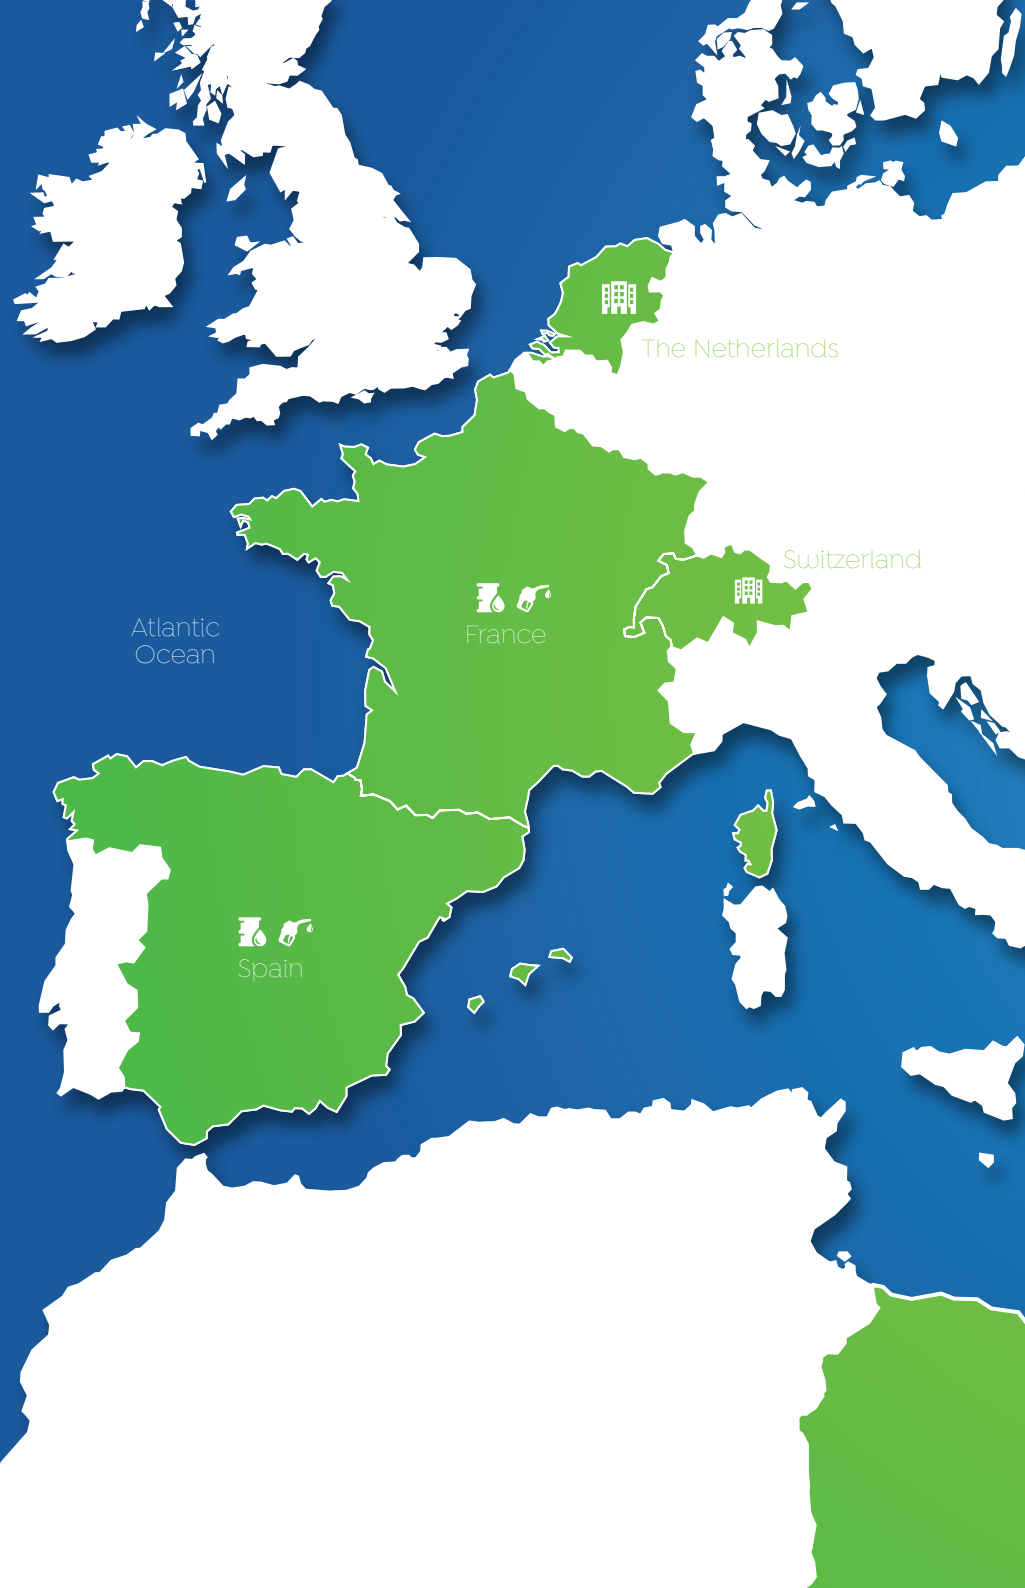 The Netherlands
Switzerland
Atlantic
Ocean
France
Spain